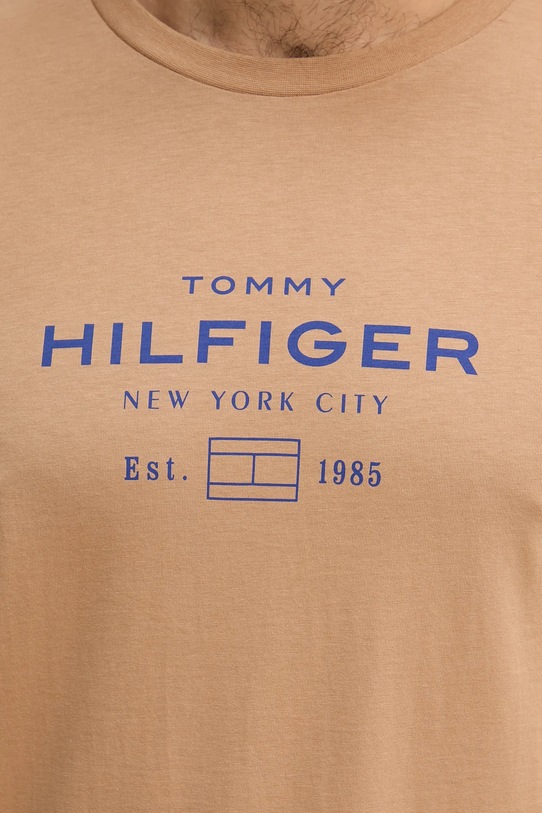 TOMMY
HILFIGER
NEW YORK CITY
Est. 1985